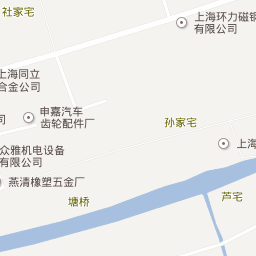 社家宅
上海环力磁钢
有限公司
上海同立
合金公司
申嘉汽车
齿轮配件厂
司
孙家宅
众雅机电设备
有限公司
上海
燕清橡塑五金厂
塘桥
芦宅